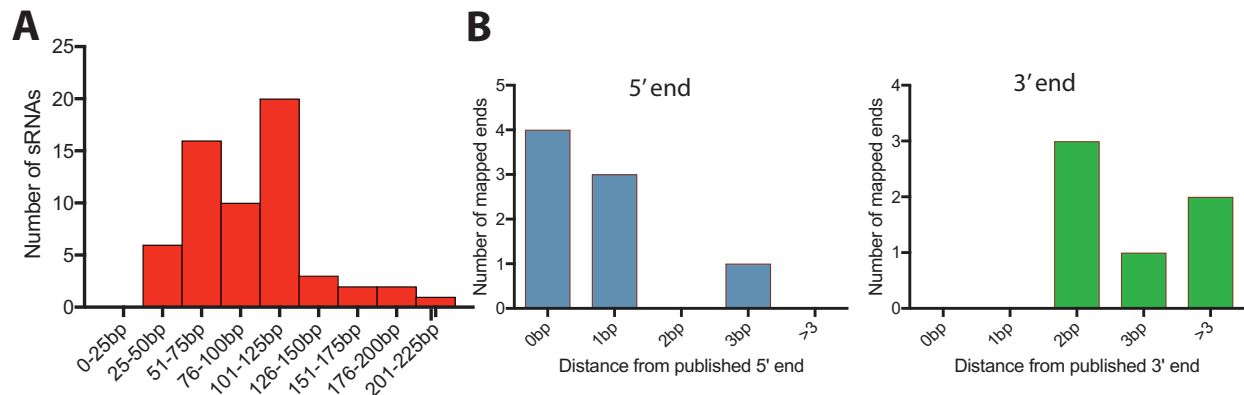 A
Number of sRNAs
25
20
15
10
5
0
0-25bp
25-50bp
51-75bp
76-100bp
101-125bp
126-150bp
151-175bp
176-200bp
201-225bp
B
5' end
Number of mapped ends
5
4
3
2
1
0
0bp
1bp
2bp
3bp
>3
Distance from published 5' end
3' end
Number of mapped ends
4
3
2
1
0
0bp
1bp
2bp
3bp
>3
Distance from published 3' end